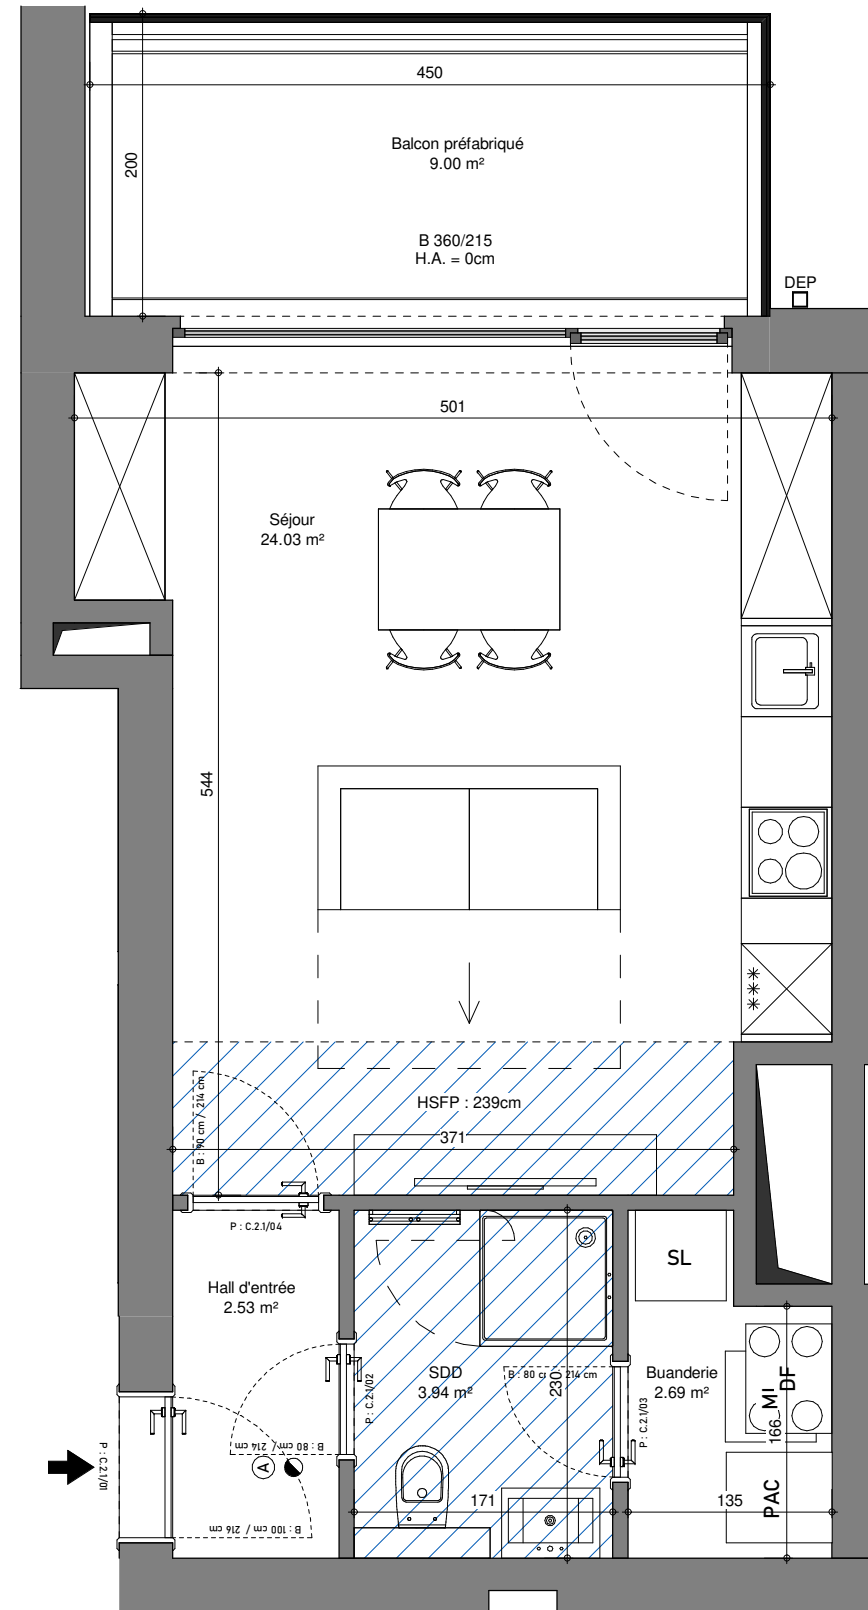 450
200
Balcon préfabriqué
9.00 m²
B 360/215
H.A. = 0cm
DEP
501
Séjour
24.03 m²
544
HSFP : 239cm
371
B : 90 cm / 214 cm
P : C.2.1/04
Hall d'entrée
2.53 m²
SL
SDD
3.94 m²
230
B : 80 cm / 214 cm
P : C.2.1/02
P : C.2.1/03
Buanderie
2.69 m²
MI
DF
166
B : 80 cm / 214 cm
A
P : C.2.1/01
B : 100 cm / 216 cm
171
135
PAC